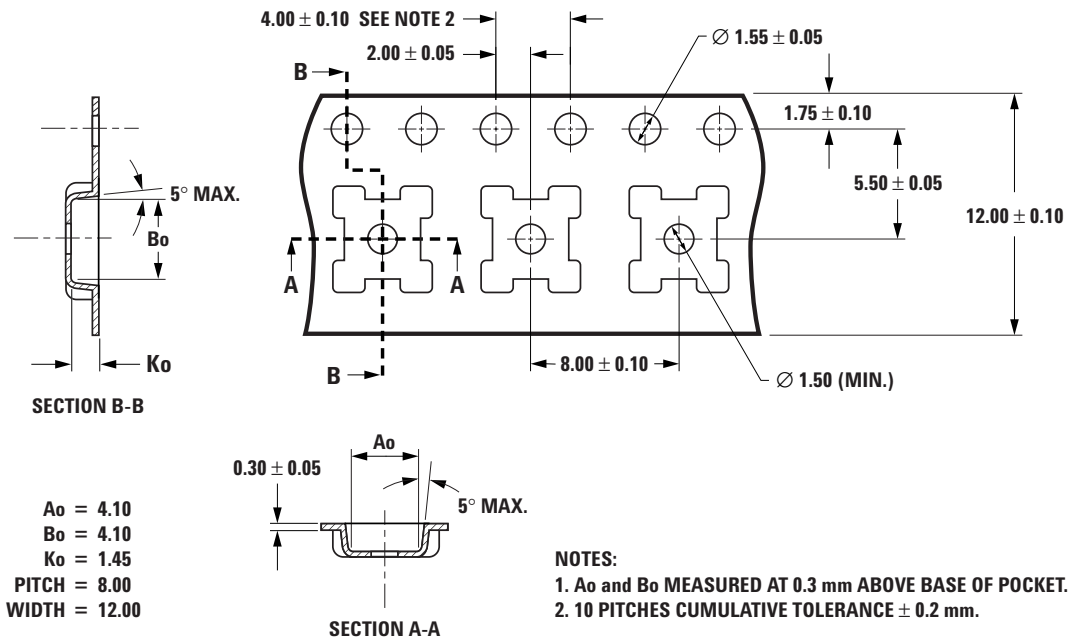 4.00 ± 0.10 SEE NOTE 2
2.00 ± 0.05
∅ 1.55 ± 0.05
B
1.75 ± 0.10
5° MAX.
5.50 ± 0.05
12.00 ± 0.10
Bo
A
A
Ko
8.00 ± 0.10
B
∅ 1.50 (MIN.)
SECTION B-B
Ao
0.30 ± 0.05
5° MAX.
Ao = 4.10
Bo = 4.10
Ko = 1.45
PITCH = 8.00
WIDTH = 12.00
SECTION A-A
NOTES:
1. Ao and Bo MEASURED AT 0.3 mm ABOVE BASE OF POCKET.
2. 10 PITCHES CUMULATIVE TOLERANCE ± 0.2 mm.